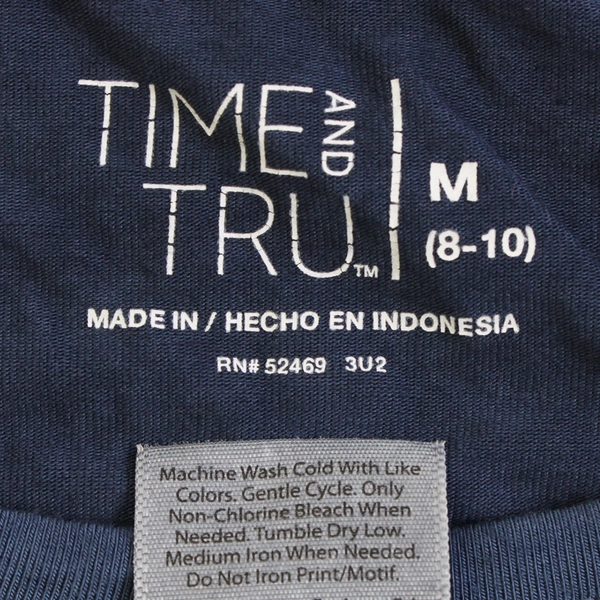 TIME AND
TRU™
M
(8-10)
MADE IN / HECHO EN INDONESIA
RN# 52469 3U2
Machine Wash Cold With Like
Colors. Gentle Cycle. Only
Non-Chlorine Bleach When
Needed. Tumble Dry Low.
Medium Iron When Needed.
Do Not Iron Print/Motif.